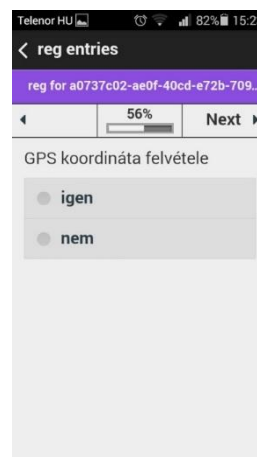 Telenor HU 82% 15:2
reg entries
reg for a0737c02-ae0f-40cd-e72b-709..
56% Next
GPS koordináta felvétele
igen
nem